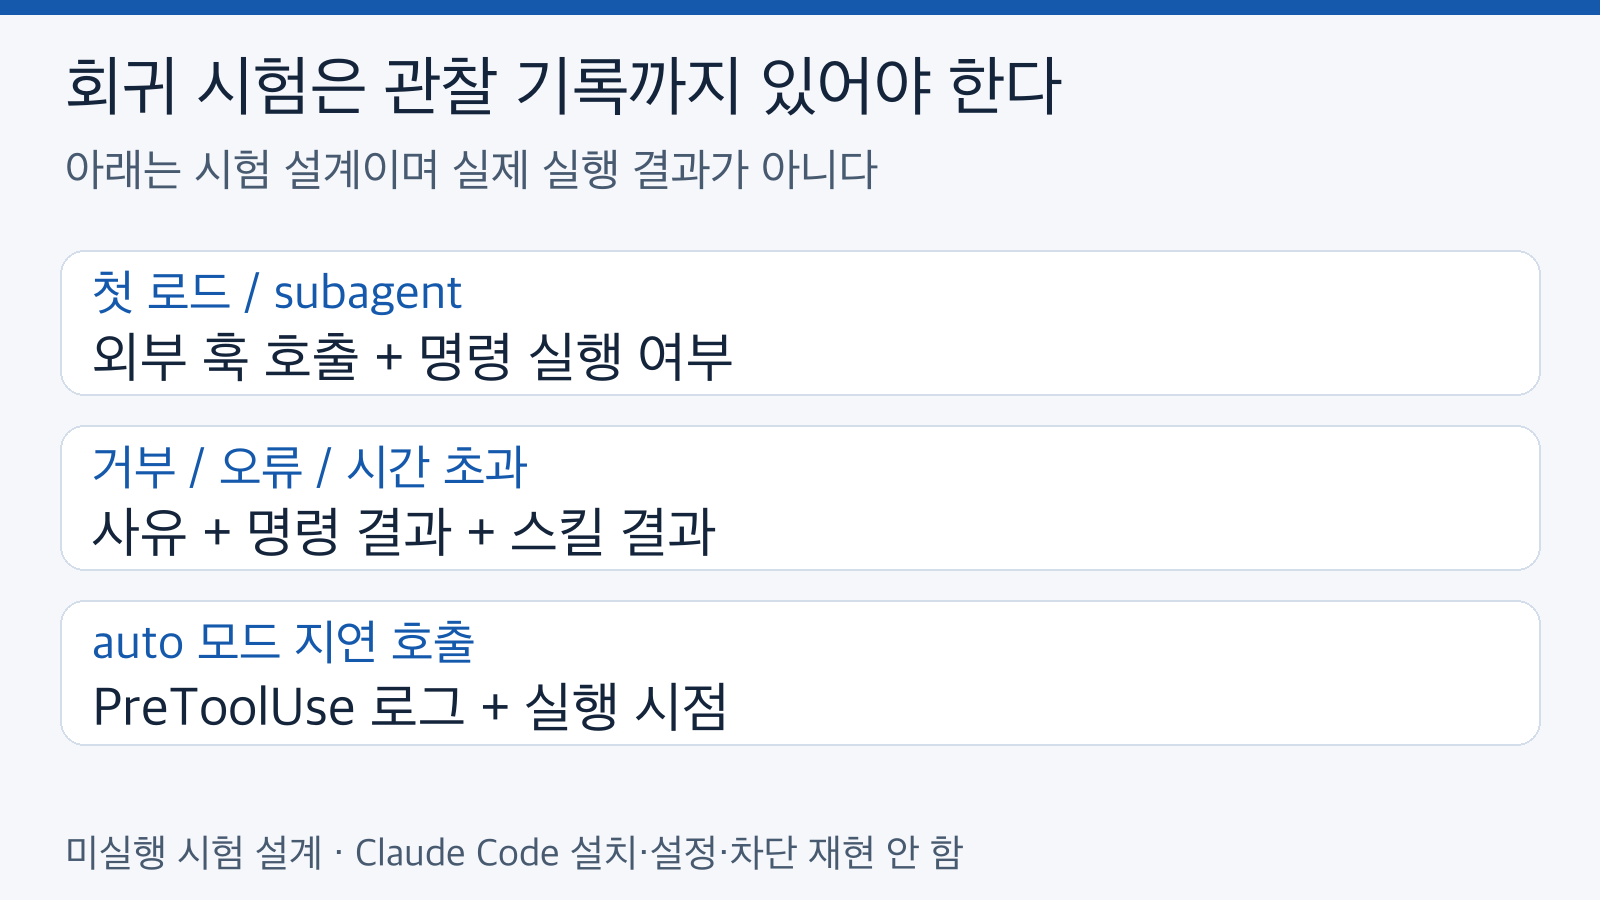 회귀 시험은 관찰 기록까지 있어야 한다
아래는 시험 설계이며 실제 실행 결과가 아니다
첫 로드 / subagent
외부 훅 호출 + 명령 실행 여부
거부 / 오류 / 시간 초과
사유 + 명령 결과 + 스킬 결과
auto 모드 지연 호출
PreToolUse 로그 + 실행 시점
미실행 시험 설계 · Claude Code 설치·설정·차단 재현 안 함